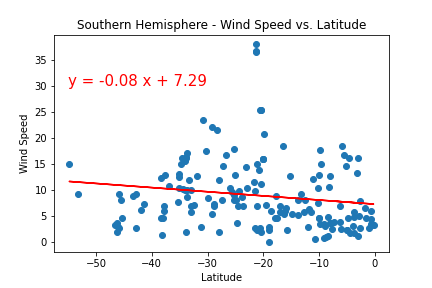 Southern Hemisphere - Wind Speed vs. Latitude
35
30
25
20
15
10
5
0
Wind Speed
y = -0.08 x + 7.29
−50 −40 −30 −20 −10 0
Latitude